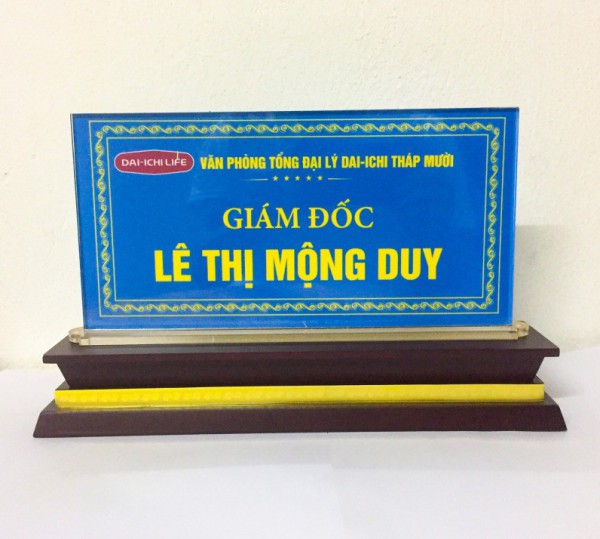 DAI-ICHI LIFE VĂN PHÒNG TỔNG ĐẠI LÝ DAI-ICHI THÁP MƯỜI
GIÁM ĐỐC
LÊ THỊ MỘNG DUY